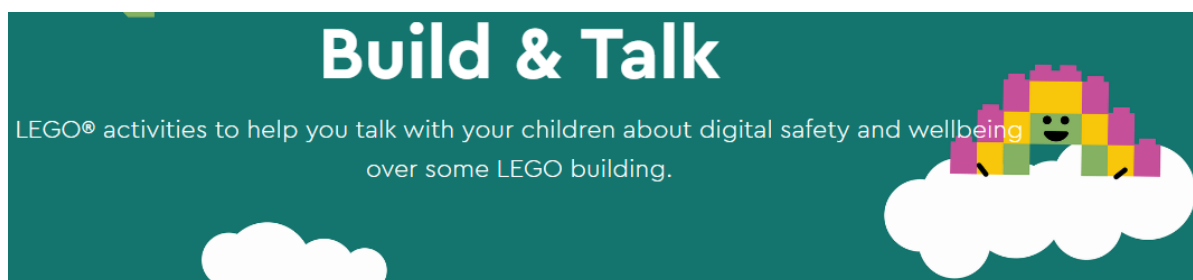 Build & Talk
LEGO® activities to help you talk with your children about digital safety and wellbeing
over some LEGO building.